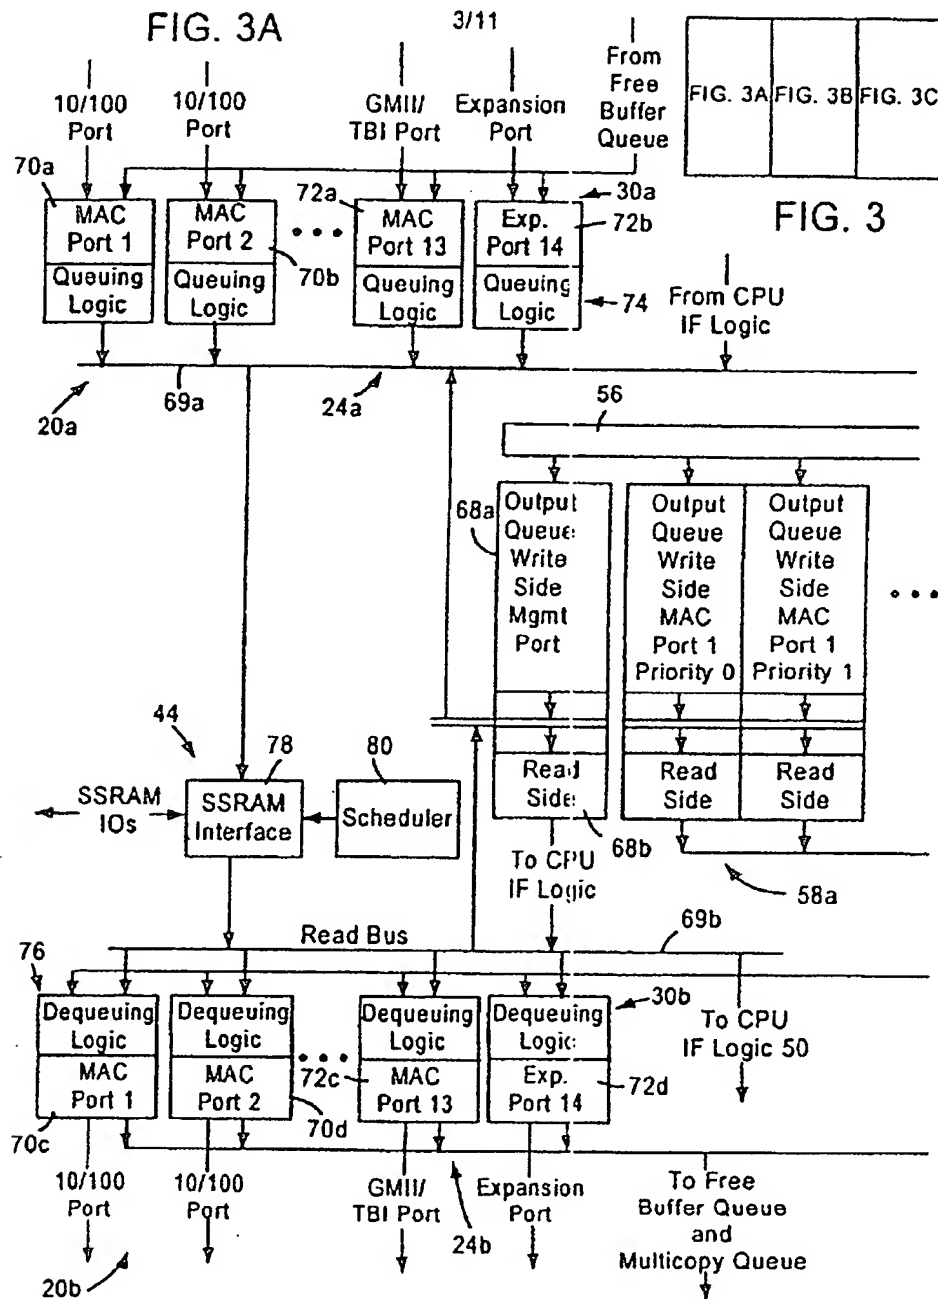 FIG. 3A
3/11
From
Free
Buffer
Queue
FIG. 3A FIG. 3B FIG. 3C
FIG. 3
10/100
Port
10/100
Port
GMII/
TBI Port
Expansion
Port
70a
MAC
Port 1
Queuing
Logic
MAC
Port 2
Queuing
Logic
70b
72a
MAC
Port 13
Queuing
Logic
30a
Exp.
Port 14
Queuing
Logic
72b
74
From CPU
IF Logic
20a
69a
24a
56
68a
Output
Queue
Write
Side
Mgmt
Port
Output
Queue
Write
Side
MAC
Port 1
Priority 0
Output
Queue
Write
Side
MAC
Port 1
Priority 1
Read
Side
Read
Side
Read
Side
68b
58a
44
78
80
SSRAM
IOs
SSRAM
Interface
Scheduler
To CPU
IF Logic
Read Bus
69b
76
Dequeuing
Logic
MAC
Port 1
Dequeuing
Logic
MAC
Port 2
Dequeuing
Logic
MAC
Port 13
Dequeuing
Logic
Exp.
Port 14
30b
72c
72d
70c
70d
To CPU
IF Logic 50
10/100
Port
10/100
Port
GMII/
TBI Port
Expansion
Port
20b
24b
To Free
Buffer Queue
and
Multicopy Queue